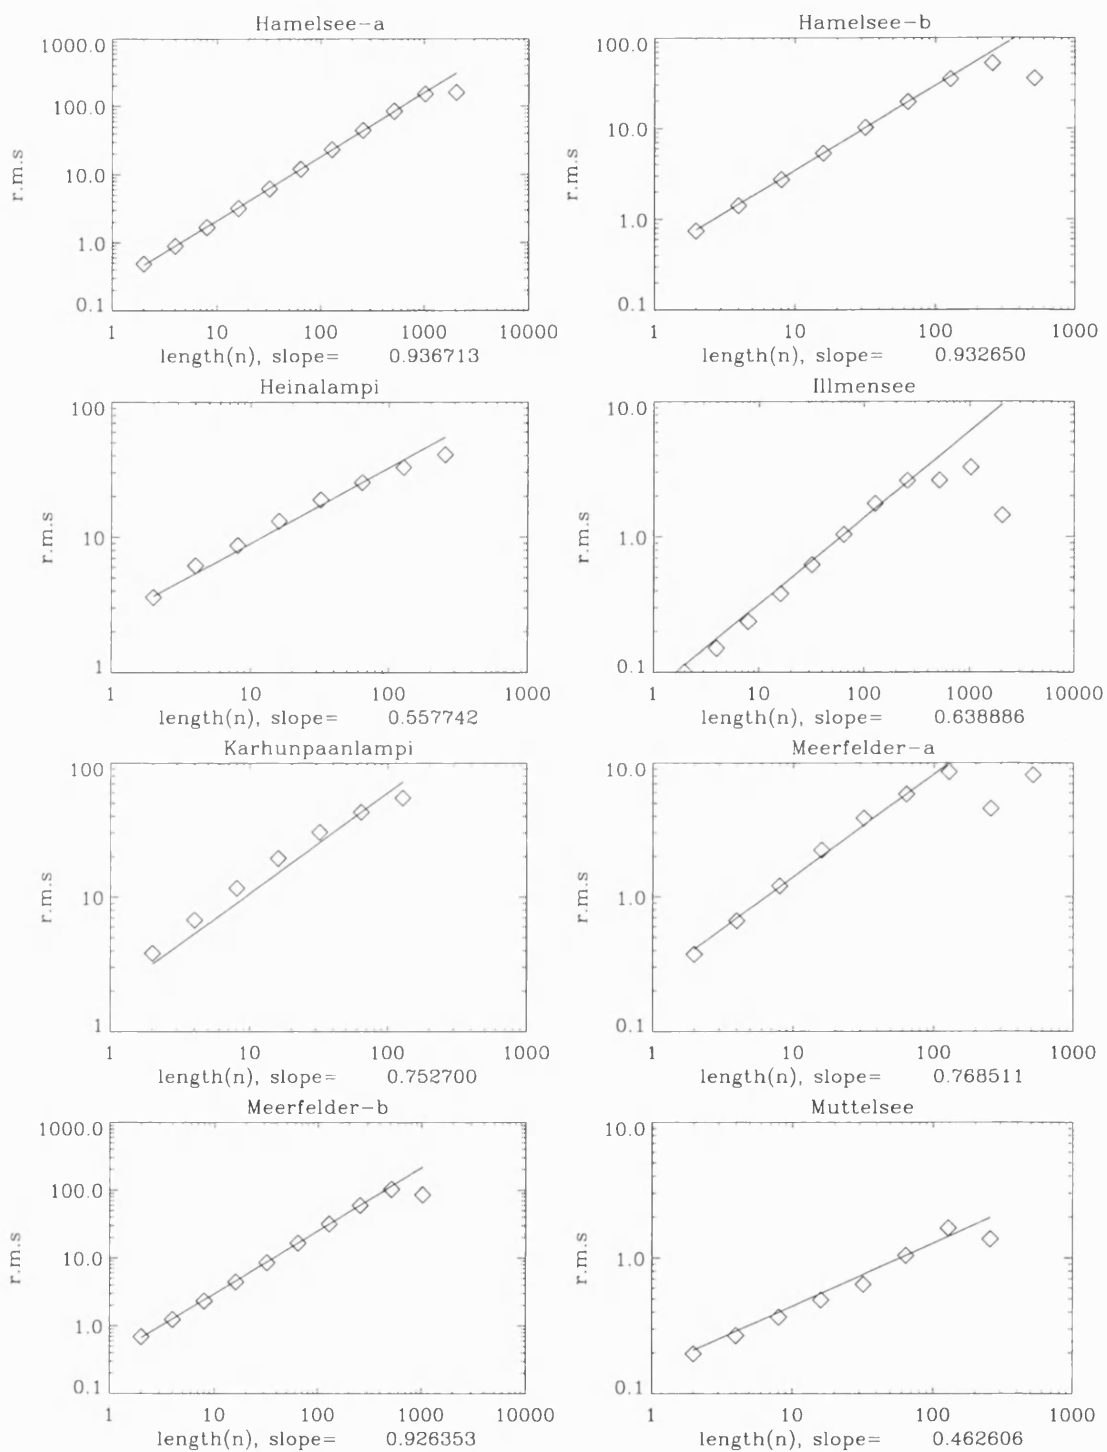 Hamelsee-a
1000.0
100.0
10.0
1.0
0.1
r.m.s
1 10 100 1000 10000
length(n), slope= 0.936713
Hamelsee-b
100.0
10.0
1.0
0.1
r.m.s
1 10 100 1000
length(n), slope= 0.932650
Heinalampi
100
10
1
r.m.s
1 10 100 1000
length(n), slope= 0.557742
Illmensee
10.0
1.0
0.1
r.m.s
1 10 100 1000 10000
length(n), slope= 0.638886
Karhunpaanlampi
100
10
1
r.m.s
1 10 100 1000
length(n), slope= 0.752700
Meerfelder-a
10.0
1.0
0.1
r.m.s
1 10 100 1000
length(n), slope= 0.768511
Meerfelder-b
1000.0
100.0
10.0
1.0
0.1
r.m.s
1 10 100 1000 10000
length(n), slope= 0.926353
Muttelsee
10.0
1.0
0.1
r.m.s
1 10 100 1000
length(n), slope= 0.462606